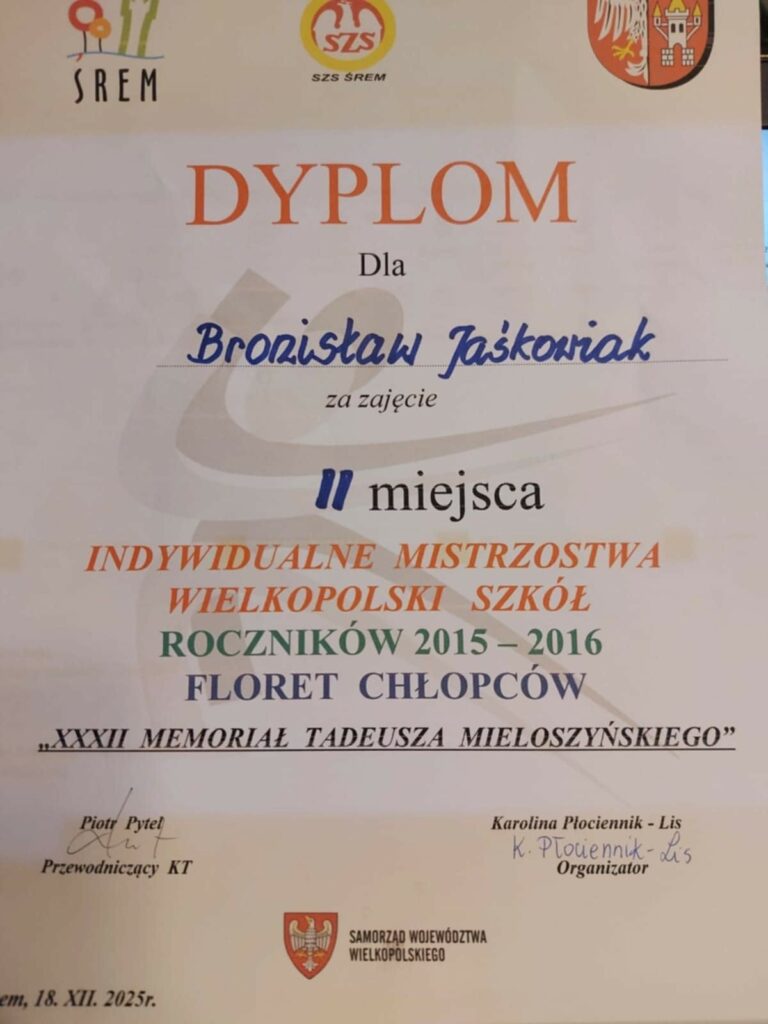 ŚREM
SZS
SZS ŚREM
DYPLOM
Dla
Bronisław Jaśkowiak
za zajęcie
II miejsca
INDYWIDUALNE MISTRZOSTWA
WIELKOPOLSKI SZKÓŁ
ROCZNIKÓW 2015 – 2016
FLORET CHŁOPCÓW
„XXXII MEMORIAŁ TADEUSZA MIELOSZYŃSKIEGO”
Piotr Pytel
Przewodniczący KT
Karolina Płociennik - Lis
K. Płociennik-Lis
Organizator
SAMORZĄD WOJEWÓDZTWA
WIELKOPOLSKIEGO
em, 18. XII. 2025r.